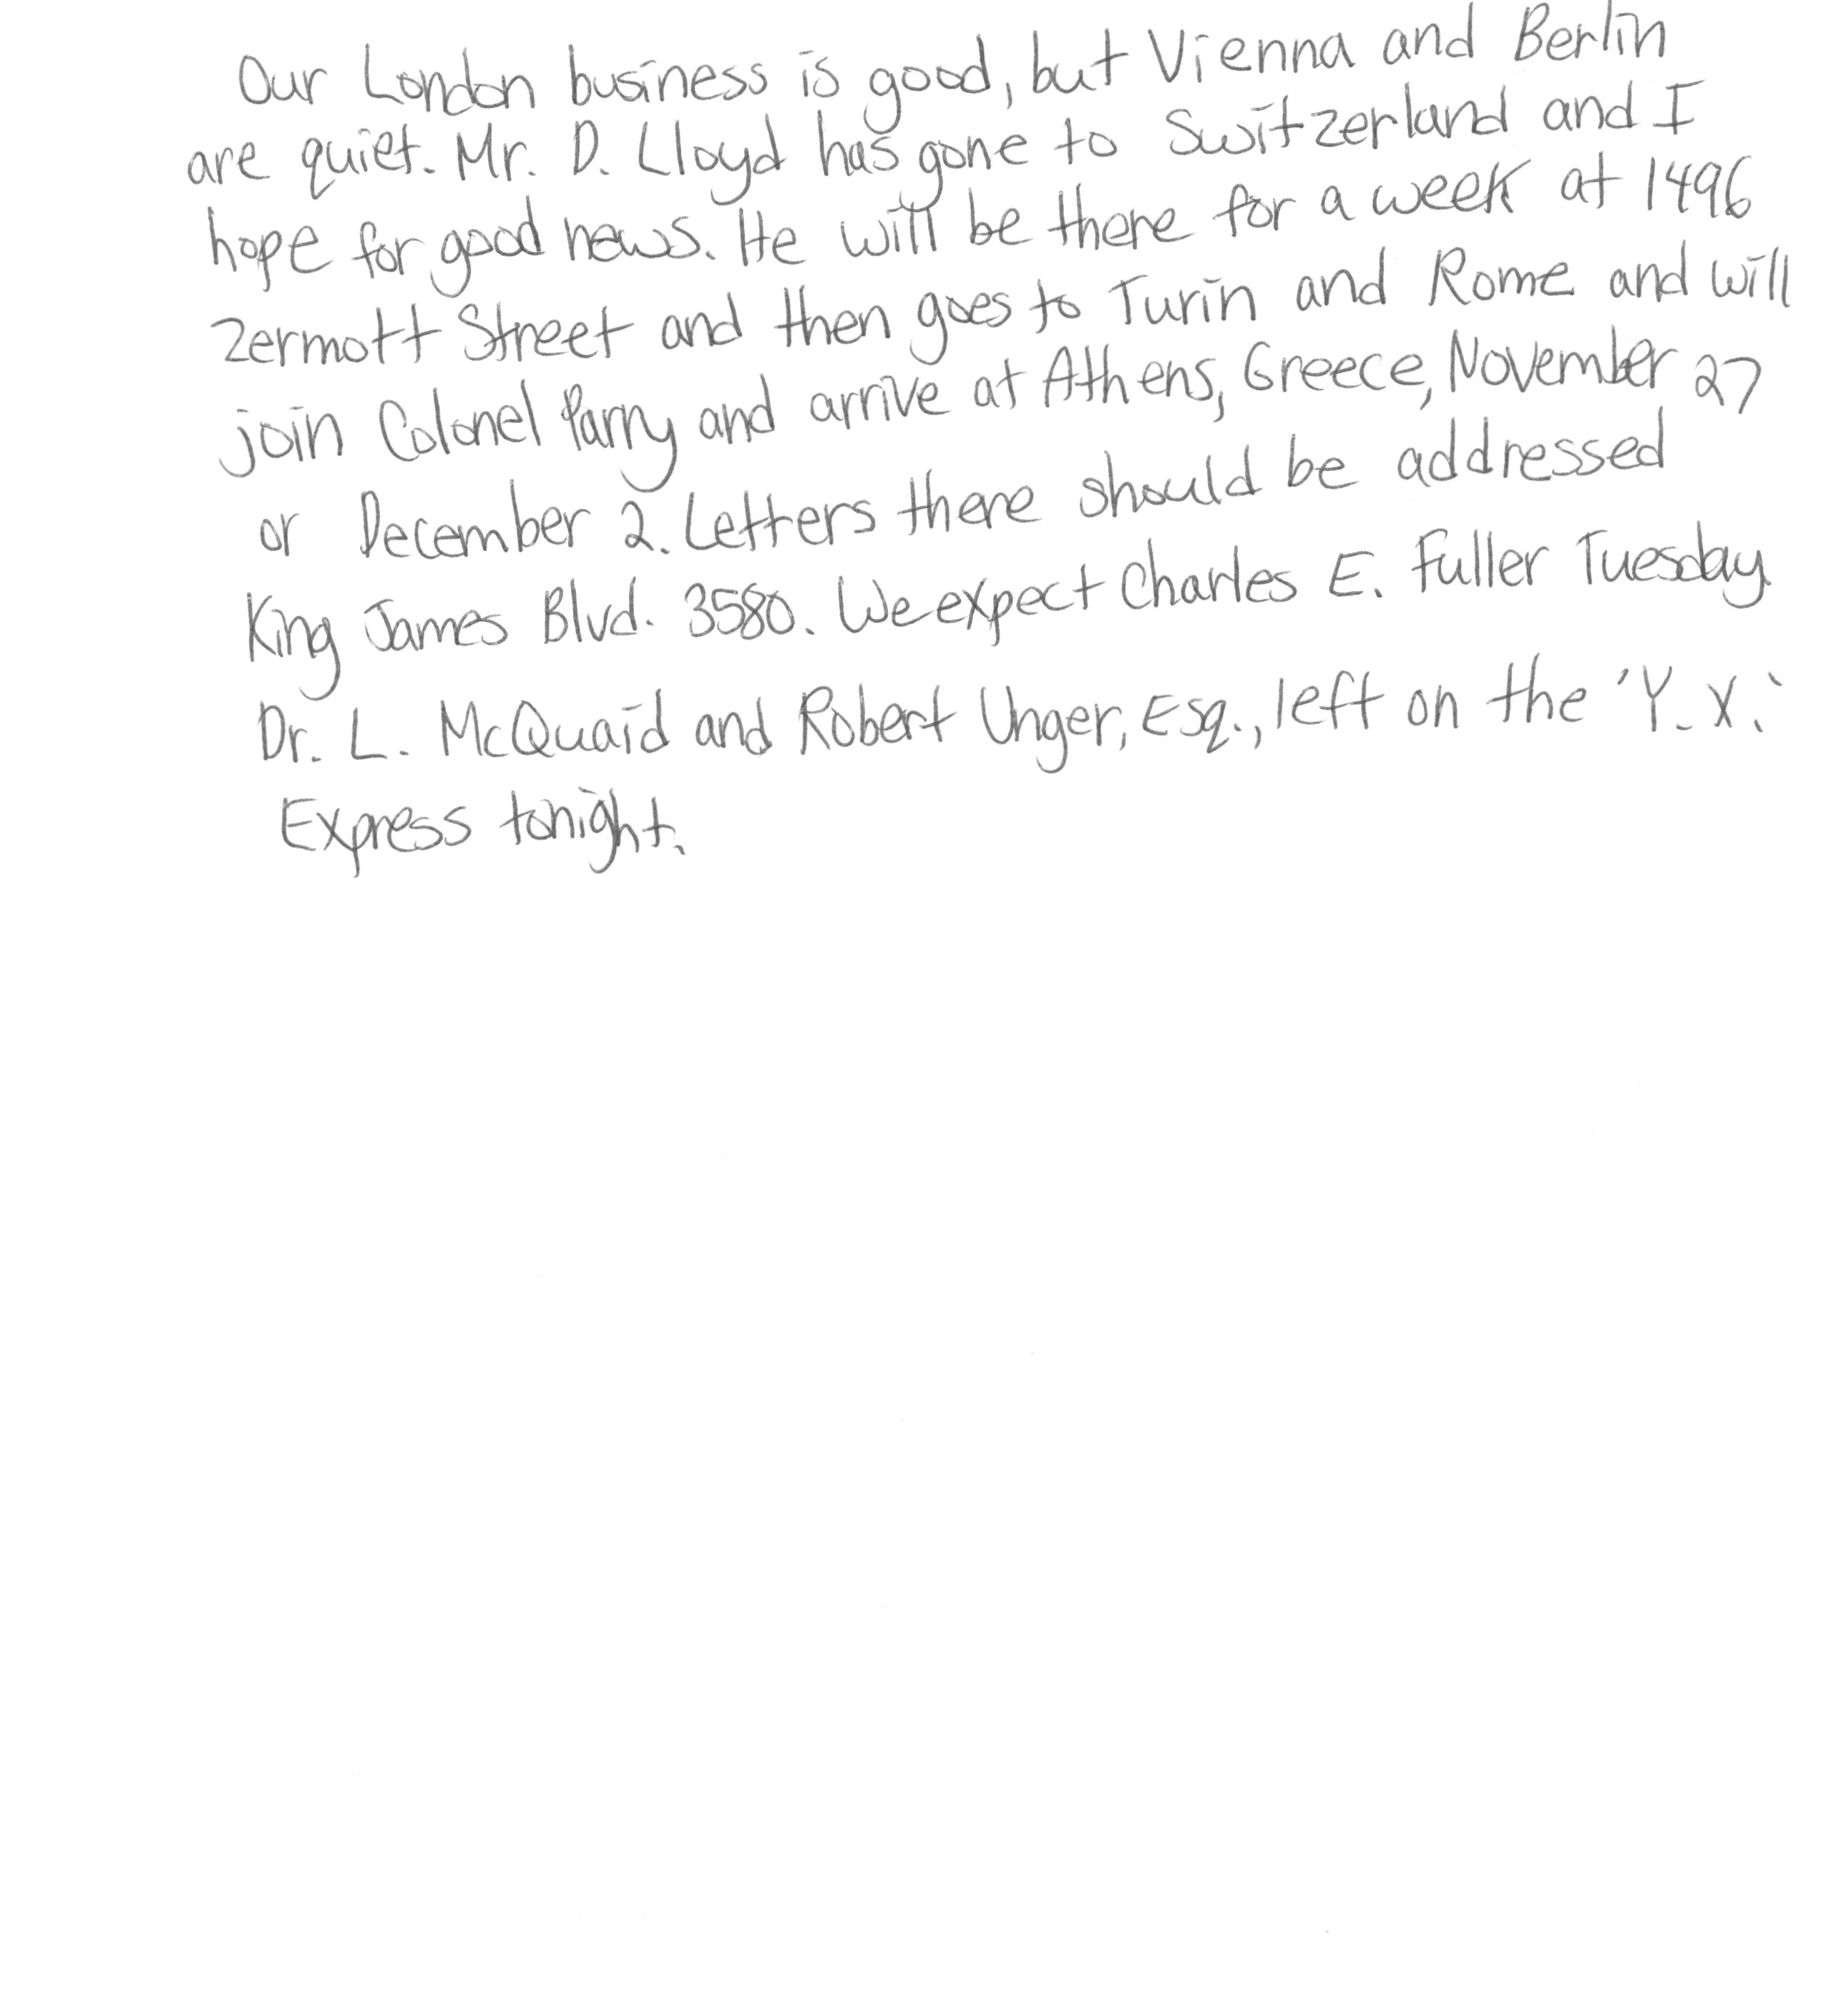 Our London business is good, but Vienna and Berlin
are quiet. Mr. D. Lloyd has gone to Switzerland and I
hope for good news. He will be there for a week at 1496
Zermott Street and then goes to Turin and Rome and will
join Colonel Parry and arrive at Athens, Greece, November 27
or December 2. Letters there should be addressed
King James Blvd. 3580. We expect Charles E. Fuller Tuesday
Dr. L. McQuaid and Robert Unger, Esq., left on the 'Y. X.'
Express tonight.